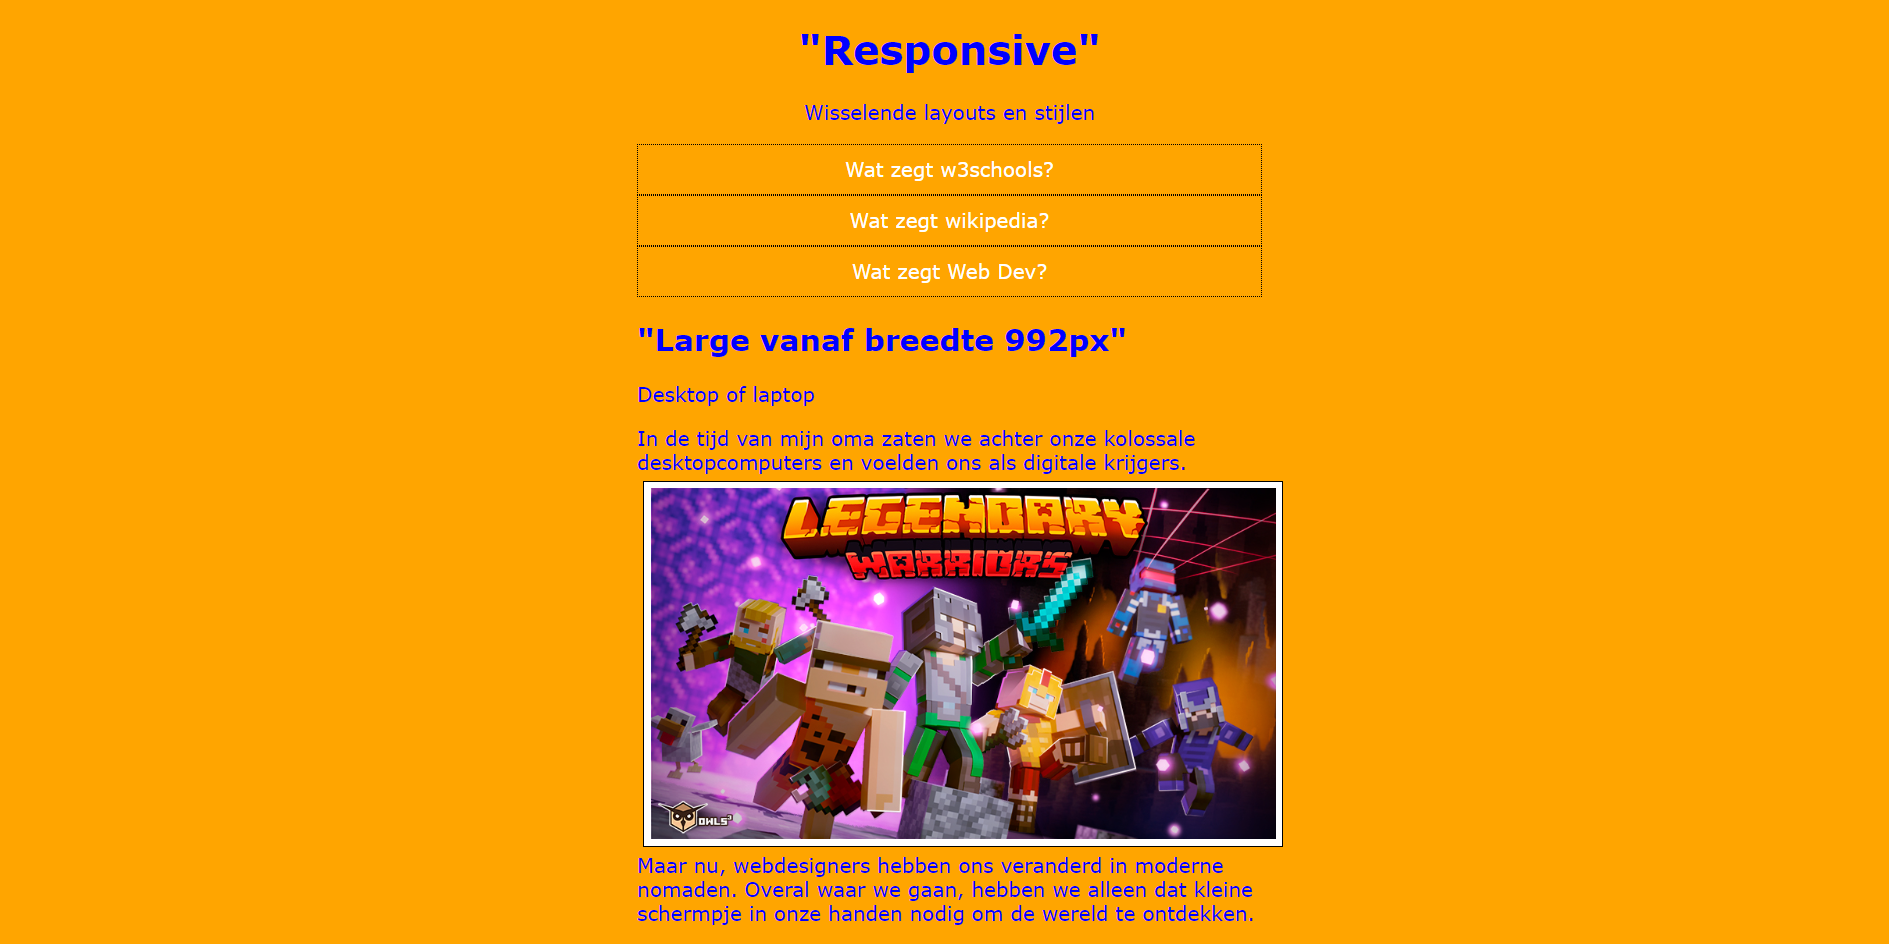 "Responsive"
Wisselende layouts en stijlen
Wat zegt w3schools?
Wat zegt wikipedia?
Wat zegt Web Dev?
"Large vanaf breedte 992px"
Desktop of laptop
In de tijd van mijn oma zaten we achter onze kolossale
desktopcomputers en voelden ons als digitale krijgers.
LEGENDARY
WARRIORS
OWLS
Maar nu, webdesigners hebben ons veranderd in moderne
nomaden. Overal waar we gaan, hebben we alleen dat kleine
schermpje in onze handen nodig om de wereld te ontdekken.